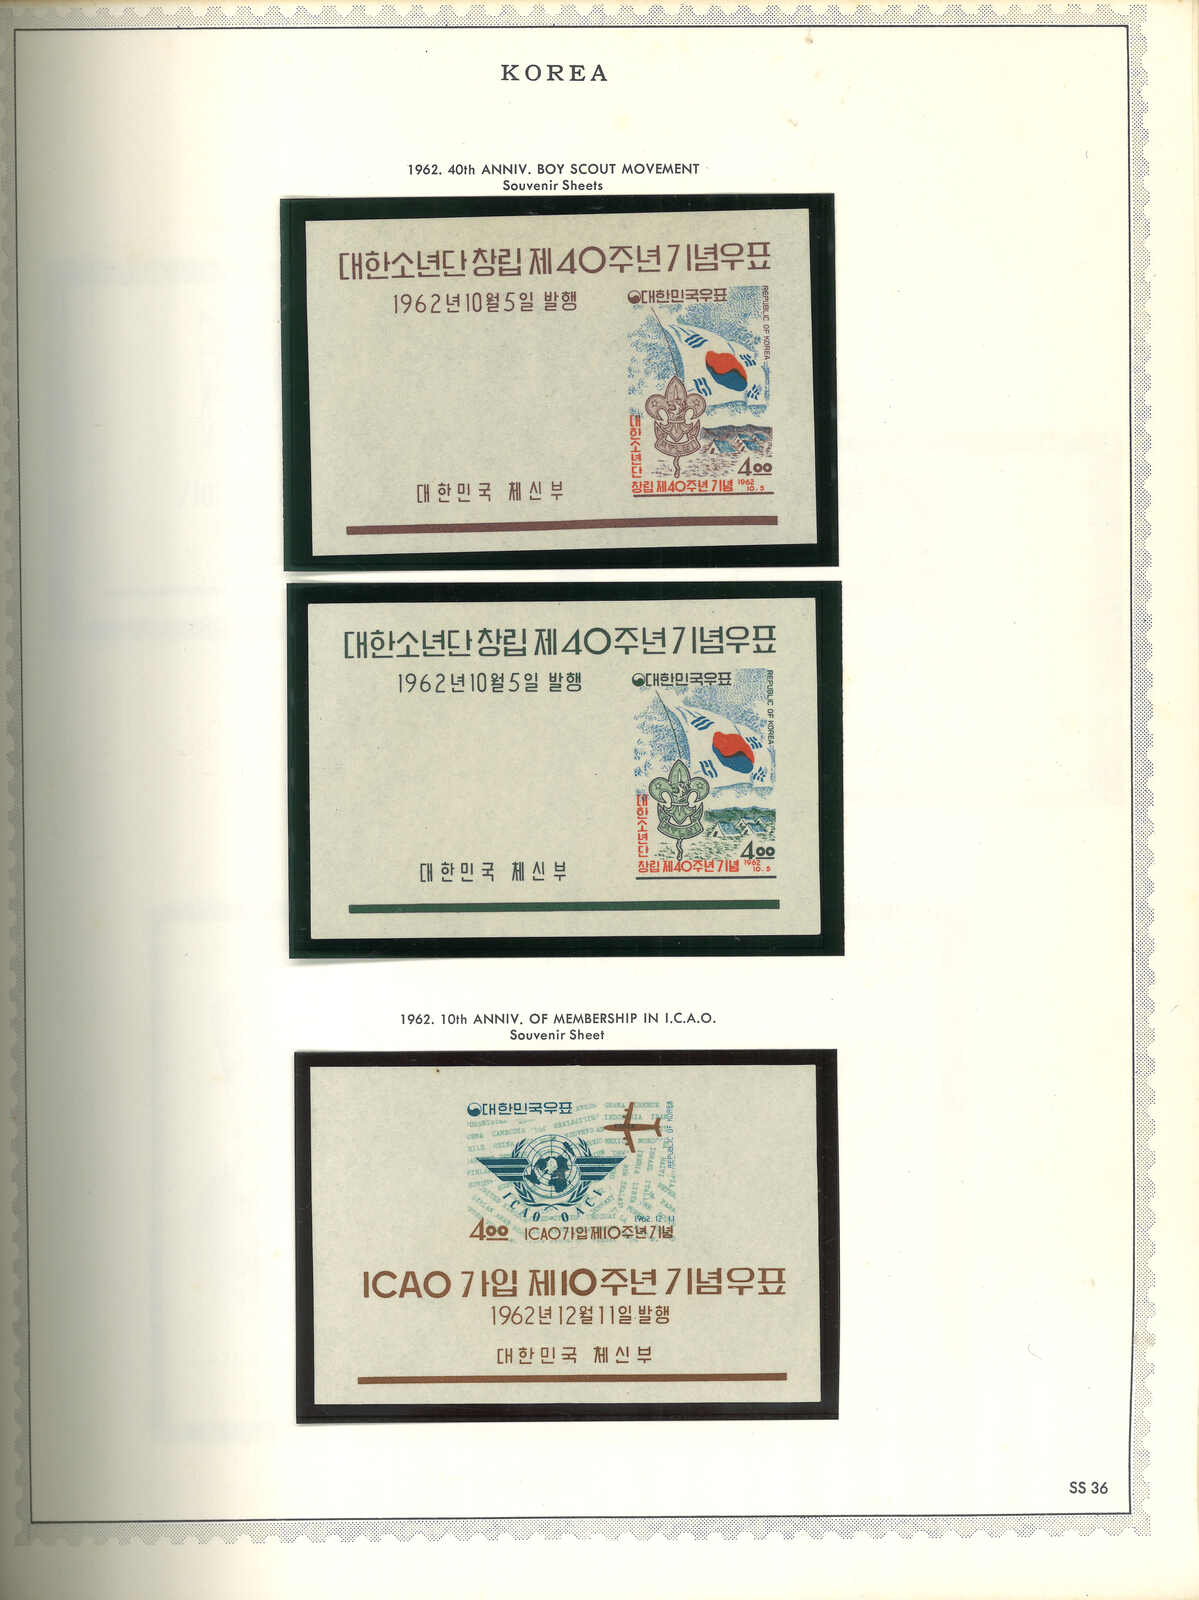 KOREA
1962. 40th ANNIV. BOY SCOUT MOVEMENT
Souvenir Sheets
대한소년단창립제40주년기념우표
1962년10월5일 발행
대한민국우표
REPUBLIC OF KOREA
대한소년단
4.00
창립제40주년기념 1962
10.5
대한민국 체신부
대한소년단창립제40주년기념우표
1962년10월5일 발행
대한민국우표
REPUBLIC OF KOREA
대한소년단
4.00
창립제40주년기념 1962
10.5
대한민국 체신부
1962. 10th ANNIV. OF MEMBERSHIP IN I.C.A.O.
Souvenir Sheet
대한민국우표
REPUBLIC OF KOREA
ICAO OACI
1962.12.11
4.00 ICAO가입제10주년기념
ICAO 가입 제10주년기념우표
1962년12월11일발행
대한민국 체신부
SS 36